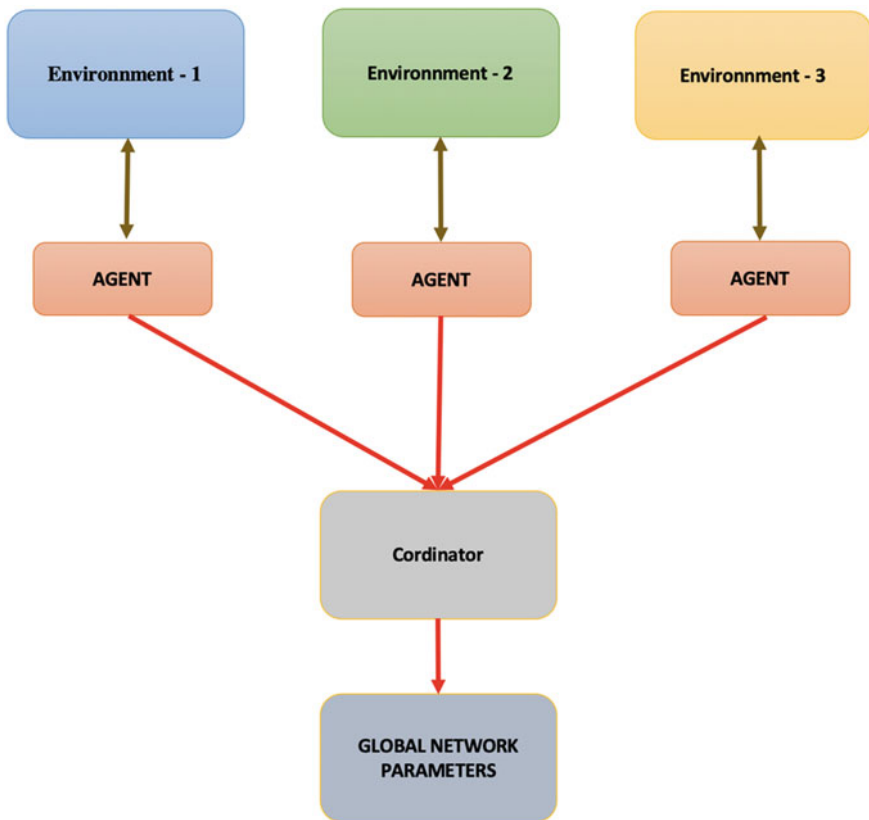 Environnment - 1
Environnment - 2
Environnment - 3
AGENT
AGENT
AGENT
Cordinator
GLOBAL NETWORK
PARAMETERS